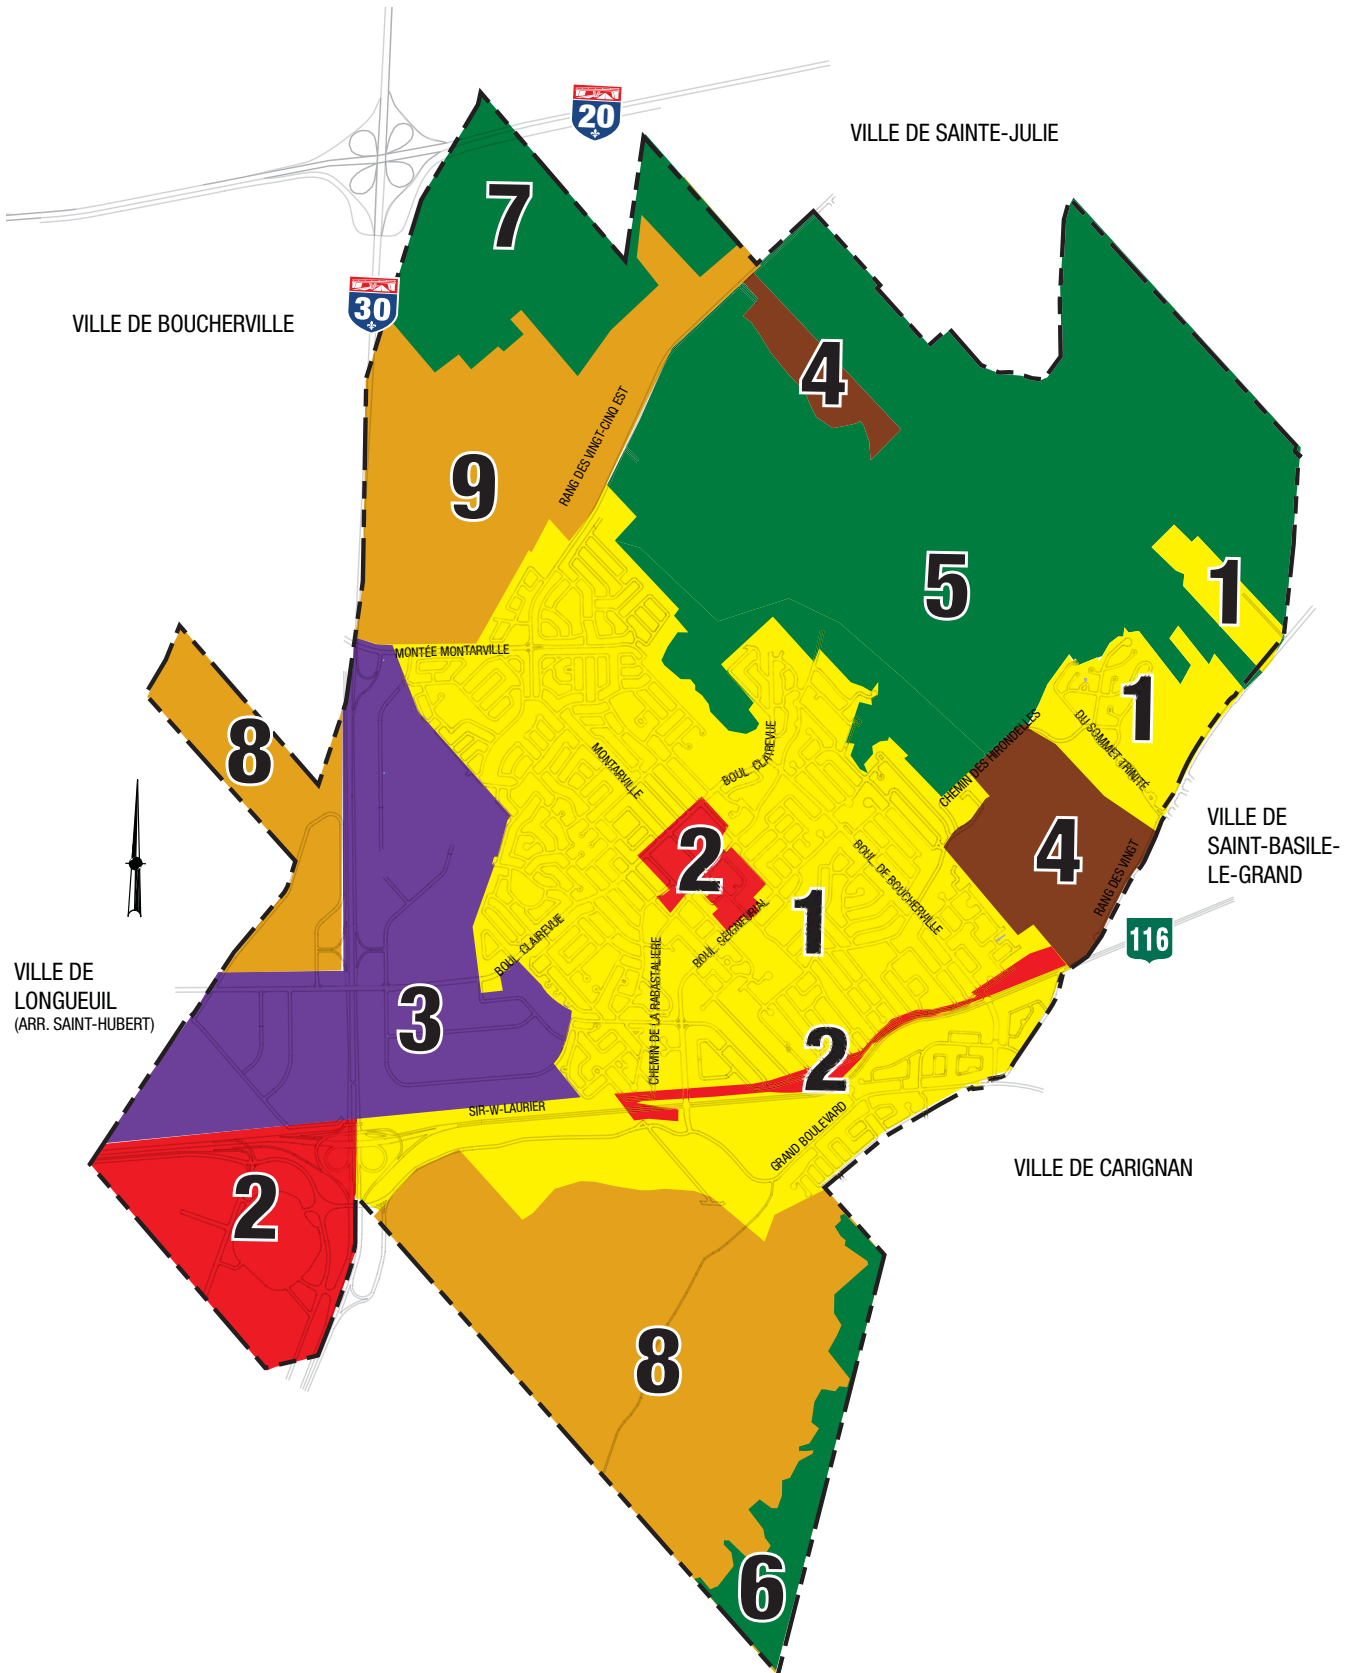 20
VILLE DE SAINTE-JULIE
7
30
VILLE DE BOUCHERVILLE
4
RANG DES VINGT-CINQ EST
9
5
1
MONTÉE MONTARVILLE
1
DU SOMMET TRINITÉ
8
MONTARVILLE
BOUL. CLAIREVUE
CHEMIN DES HIRONDELLES
VILLE DE
SAINT-BASILE-
LE-GRAND
2
4
BOUL. DE BOUCHERVILLE
RANG DES VINGT
1
BOUL. SEIGNEURIAL
BOUL. CLAIREVUE
116
VILLE DE
LONGUEUIL
(ARR. SAINT-HUBERT)
3
CHEMIN DE LA RABASTALIERE
2
SIR-W-LAURIER
GRAND BOULEVARD
VILLE DE CARIGNAN
2
8
6